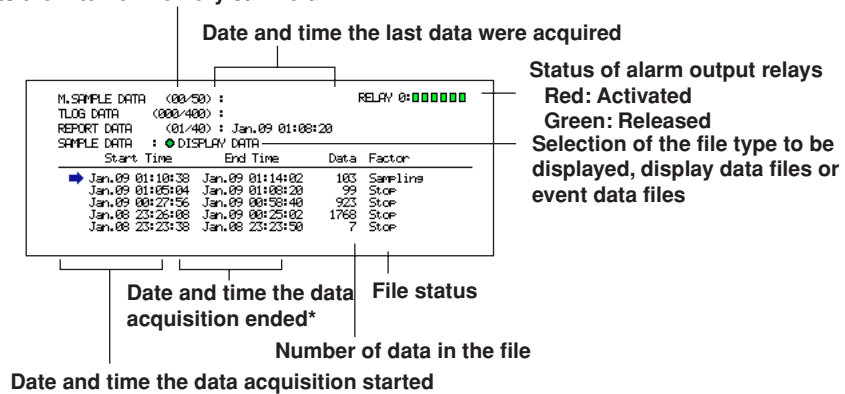 Date and time the last data were acquired
Status of alarm output relays
Red: Activated
Green: Released
Selection of the file type to be
displayed, display data files or
event data files
M.SAMPLE DATA (00/50) : RELAY 0:
TLOG DATA (000/400) :
REPORT DATA (01/40) : Jan.09 01:08:20
SAMPLE DATA : DISPLAY DATA
Start Time End Time Data Factor
Jan.09 01:10:38 Jan.09 01:14:02 103 Sampling
Jan.09 01:05:04 Jan.09 01:08:20 99 Stop
Jan.09 00:27:56 Jan.09 00:58:40 923 Stop
Jan.08 23:26:08 Jan.09 00:25:02 1768 Stop
Jan.08 23:23:38 Jan.08 23:23:50 7 Stop
Date and time the data
acquisition ended*
File status
Number of data in the file
Date and time the data acquisition started